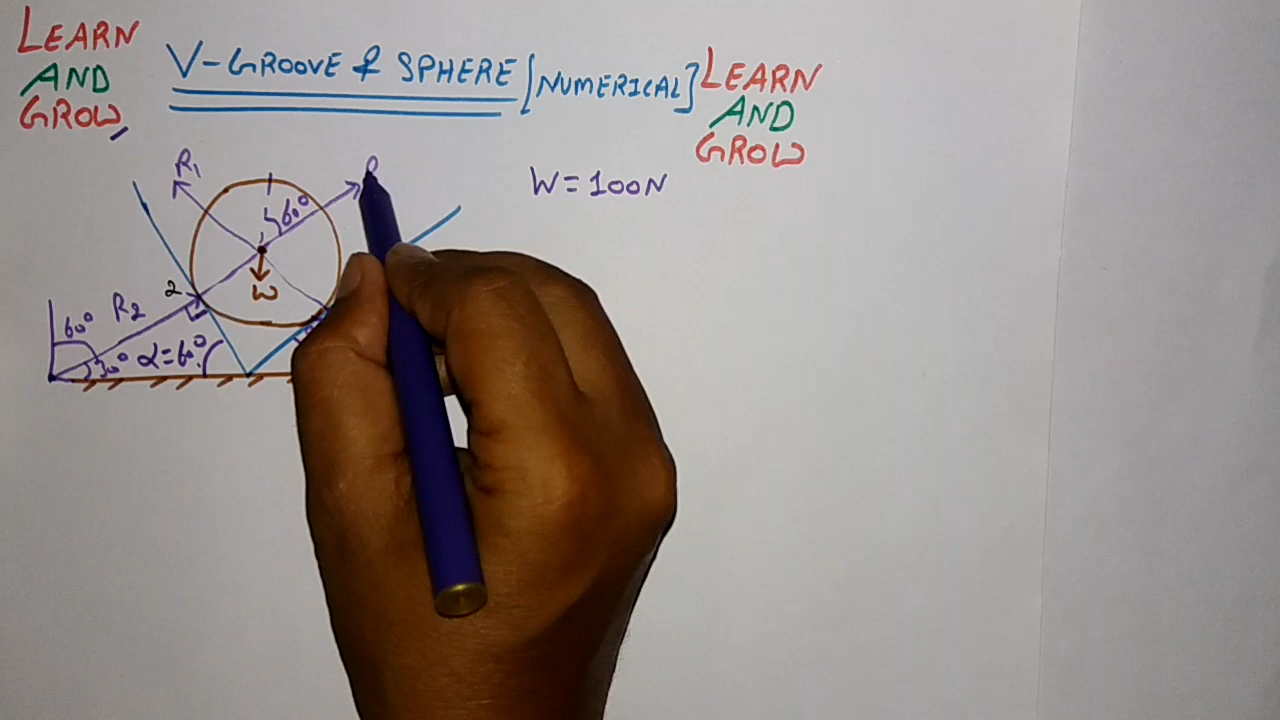 LEARN
AND
GROW
V-GROOVE & SPHERE [NUMERICAL]
LEARN
AND
GROW
R1
60°
W=100N
W
2
R2
60°
30°
α=60°